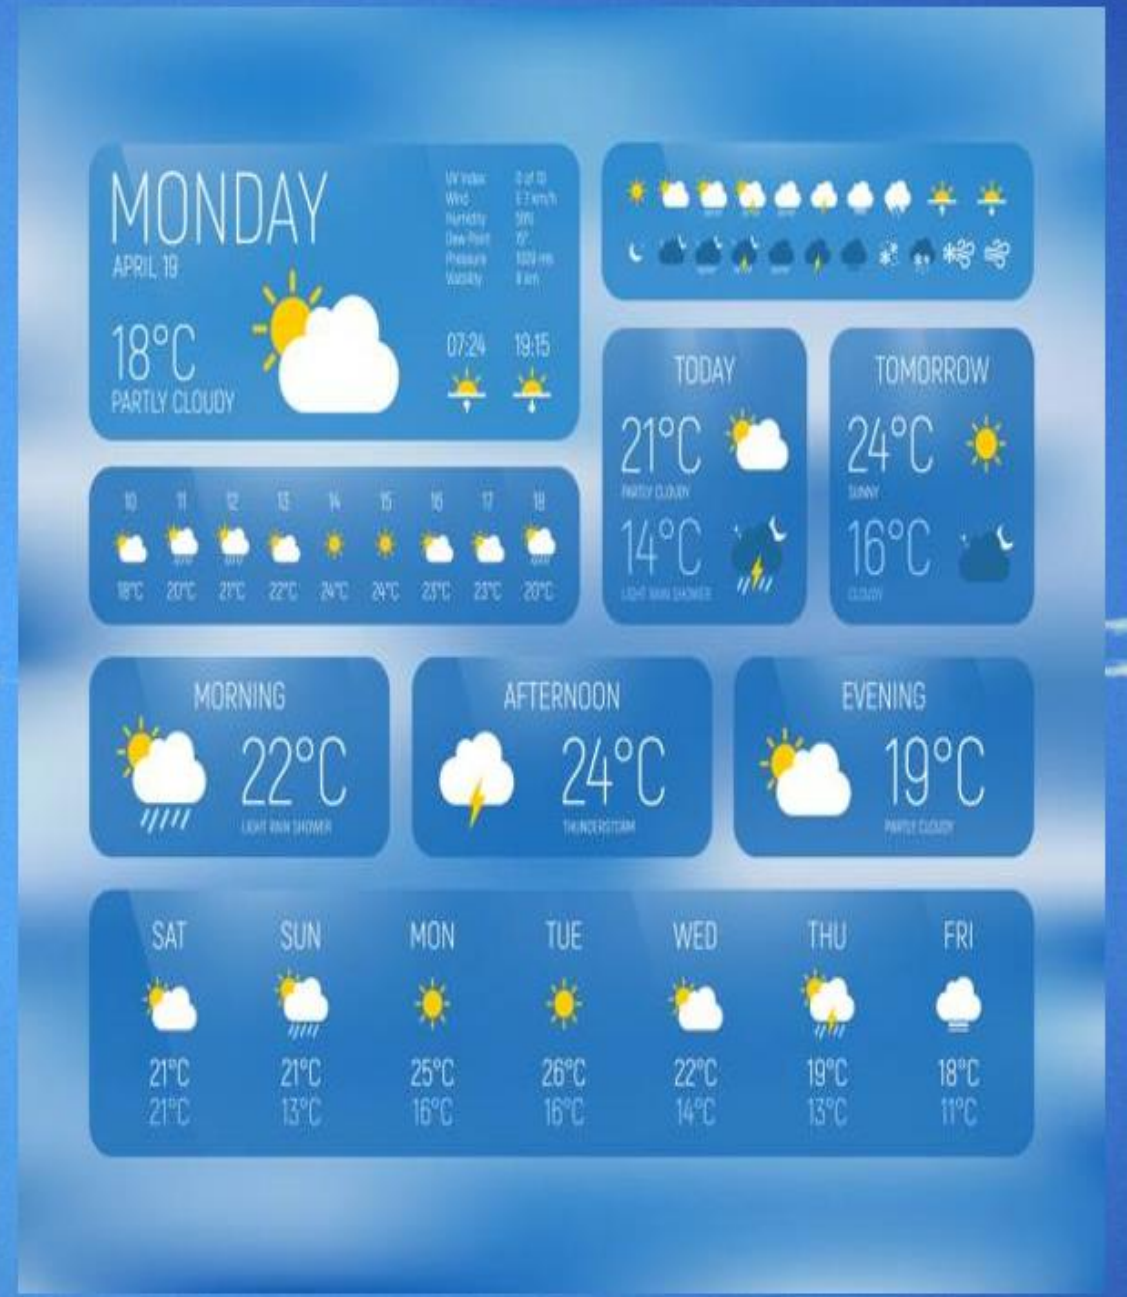 MONDAY
APRIL 19
18°C
PARTLY CLOUDY
UV Index 0 of 10
Wind
Humidity
Dew Point
Pressure
07:24 19:15
TODAY
21°C
PARTLY CLOUDY
14°C
LIGHT RAIN SHOWER
TOMORROW
24°C
SUNNY
16°C
CLOUDY
10 11 12 13 14 15 16 17 18
18°C 20°C 21°C 22°C 24°C 24°C 23°C 23°C 20°C
MORNING
22°C
LIGHT RAIN SHOWER
AFTERNOON
24°C
EVENING
19°C
PARTLY CLOUDY
SAT SUN MON TUE WED THU FRI
21°C 21°C 25°C 26°C 22°C 19°C 18°C
21°C 13°C 16°C 16°C 14°C 13°C 11°C